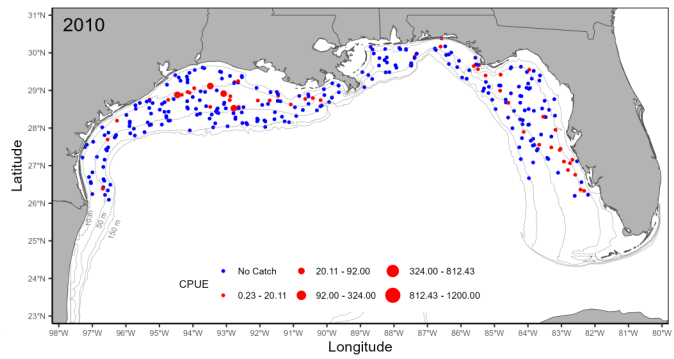 2010
31°N
30°N
29°N
28°N
27°N
26°N
25°N
24°N
23°N
Latitude
10 m
50 m
150 m
CPUE
No Catch
20.11 - 92.00
324.00 - 812.43
0.23 - 20.11
92.00 - 324.00
812.43 - 1200.00
98°W 97°W 96°W 95°W 94°W 93°W 92°W 91°W 90°W 89°W 88°W 87°W 86°W 85°W 84°W 83°W 82°W 81°W 80°W
Longitude